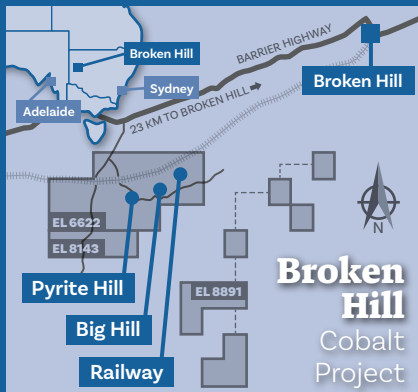 Broken Hill
Sydney
Adelaide
BARRIER HIGHWAY
23 KM TO BROKEN HILL
Broken Hill
N
EL 6622
EL 8143
EL 8891
Pyrite Hill
Big Hill
Railway
Broken
Hill
Cobalt
Project